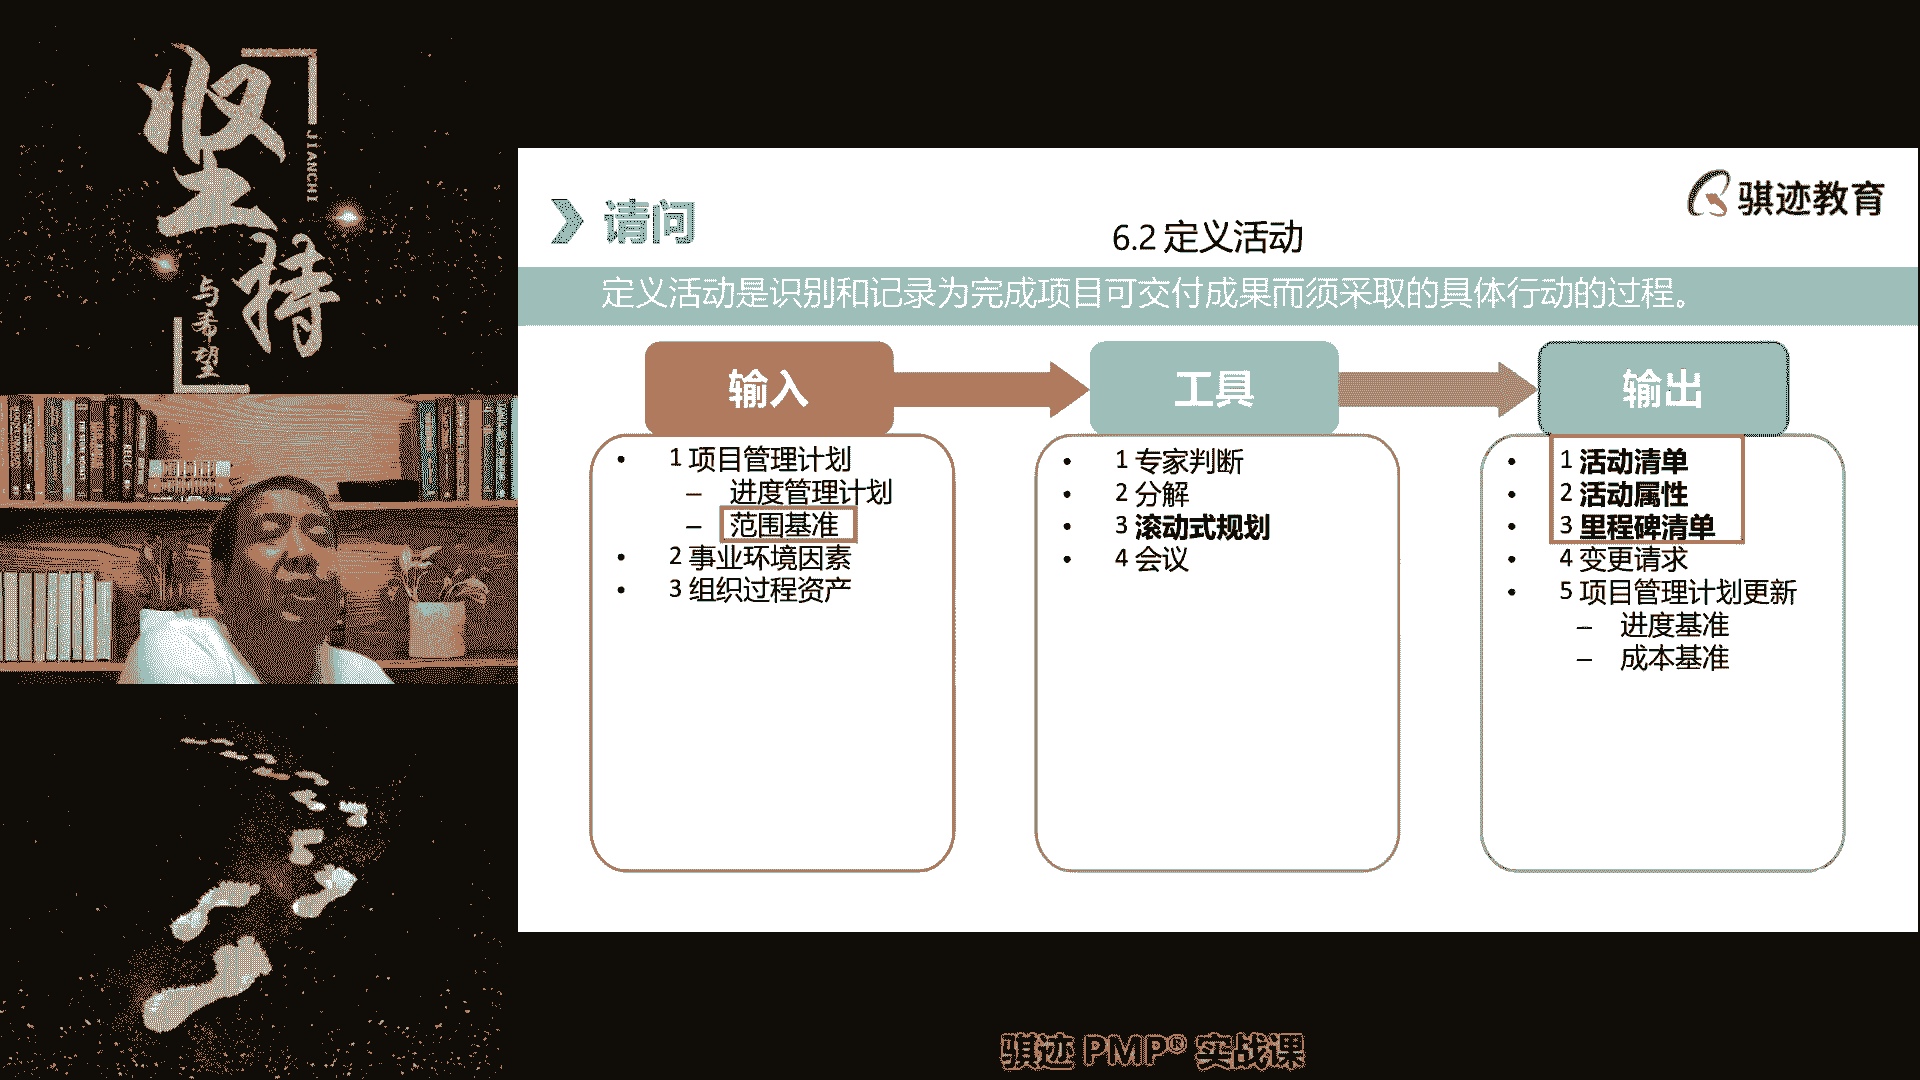 坚持
JIANCHI
与希望
请问
6.2 定义活动
骐迹教育
定义活动是识别和记录为完成项目可交付成果而须采取的具体行动的过程。
输入
• 1 项目管理计划
– 进度管理计划
– 范围基准
• 2 事业环境因素
• 3 组织过程资产
工具
• 1 专家判断
• 2 分解
• 3 滚动式规划
• 4 会议
输出
• 1 活动清单
• 2 活动属性
• 3 里程碑清单
• 4 变更请求
• 5 项目管理计划更新
– 进度基准
– 成本基准
骐迹 PMP® 实战课